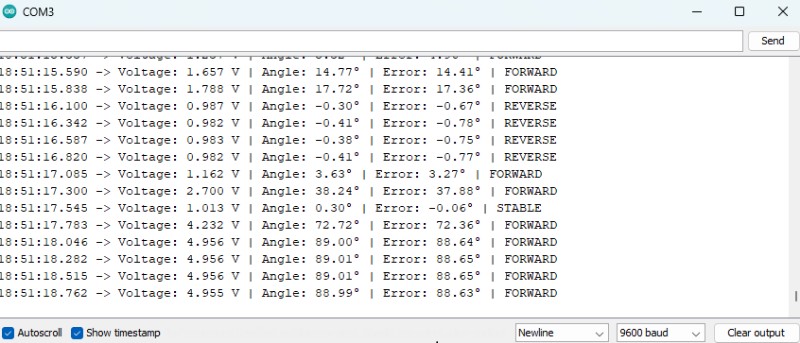 COM3
Send
18:51:15.590 -> Voltage: 1.657 V | Angle: 14.77° | Error: 14.41° | FORWARD
18:51:15.838 -> Voltage: 1.788 V | Angle: 17.72° | Error: 17.36° | FORWARD
18:51:16.100 -> Voltage: 0.987 V | Angle: -0.30° | Error: -0.67° | REVERSE
18:51:16.342 -> Voltage: 0.982 V | Angle: -0.41° | Error: -0.78° | REVERSE
18:51:16.587 -> Voltage: 0.983 V | Angle: -0.38° | Error: -0.75° | REVERSE
18:51:16.820 -> Voltage: 0.982 V | Angle: -0.41° | Error: -0.77° | REVERSE
18:51:17.085 -> Voltage: 1.162 V | Angle: 3.63° | Error: 3.27° | FORWARD
18:51:17.300 -> Voltage: 2.700 V | Angle: 38.24° | Error: 37.88° | FORWARD
18:51:17.545 -> Voltage: 1.013 V | Angle: 0.30° | Error: -0.06° | STABLE
18:51:17.783 -> Voltage: 4.232 V | Angle: 72.72° | Error: 72.36° | FORWARD
18:51:18.046 -> Voltage: 4.956 V | Angle: 89.00° | Error: 88.64° | FORWARD
18:51:18.282 -> Voltage: 4.956 V | Angle: 89.01° | Error: 88.65° | FORWARD
18:51:18.515 -> Voltage: 4.956 V | Angle: 89.01° | Error: 88.65° | FORWARD
18:51:18.762 -> Voltage: 4.955 V | Angle: 88.99° | Error: 88.63° | FORWARD
Autoscroll Show timestamp Newline 9600 baud Clear output